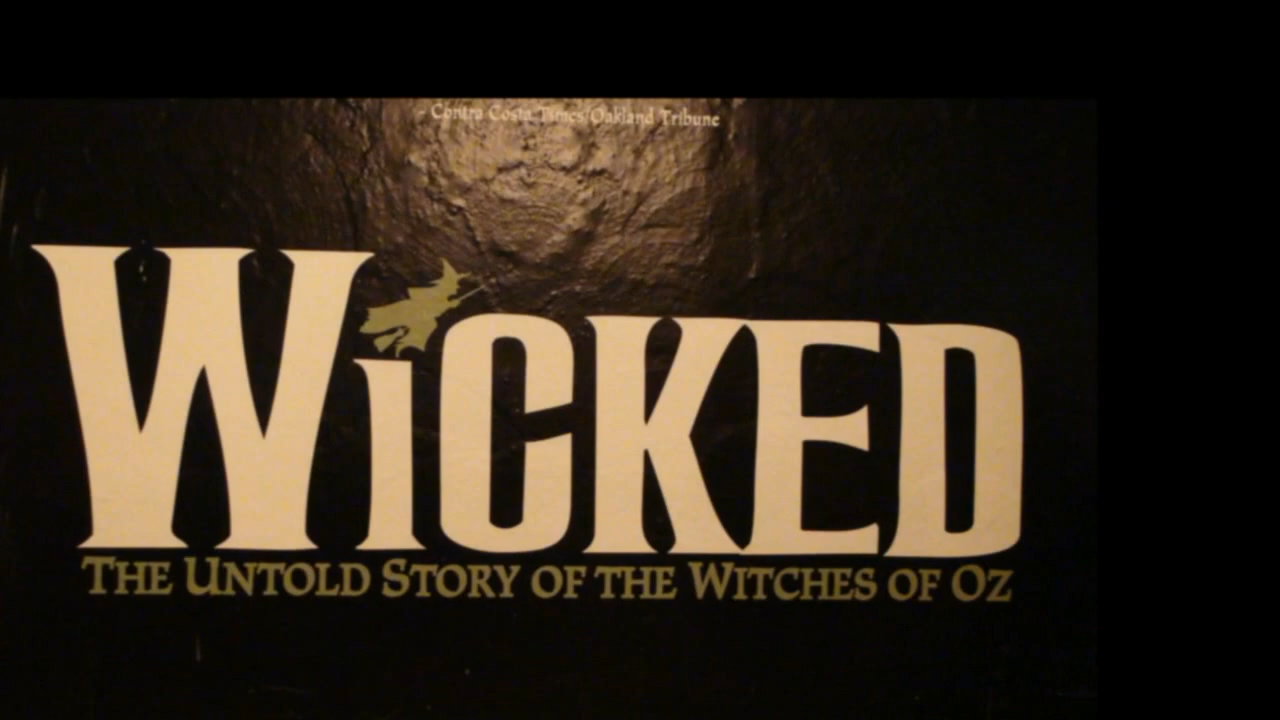 - Contra Costa Times/Oakland Tribune
WiCKED
THE UNTOLD STORY OF THE WITCHES OF OZ